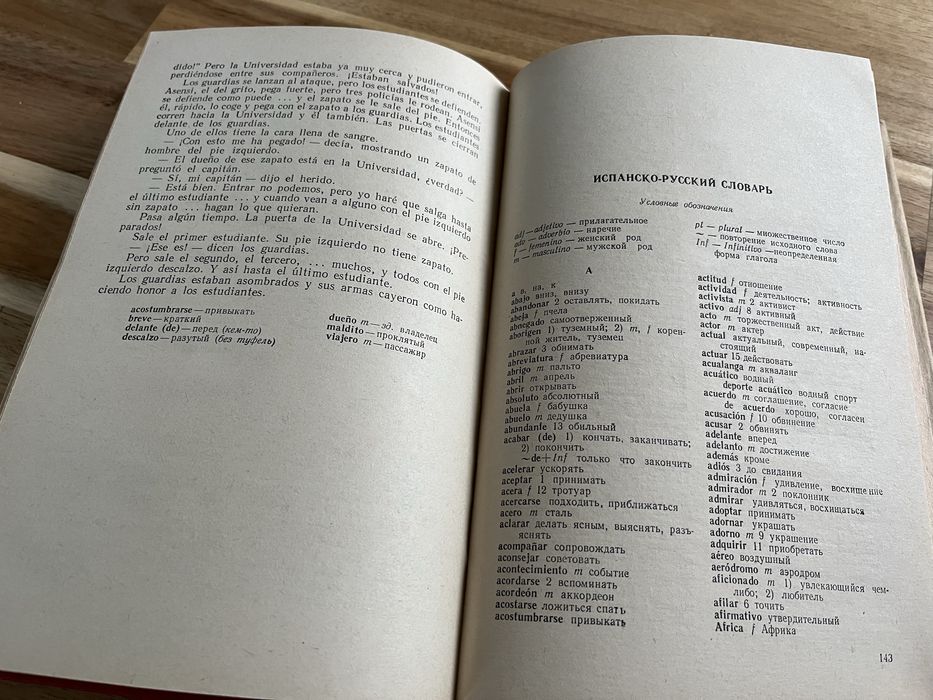 dido!” Pero la Universidad estaba ya muy cerca y pudieron entrar,
perdiéndose entre sus compañeros. ¡Estaban salvados!
Los guardias se lanzan al ataque, pero los estudiantes se defienden.
Asensi, el del grito, pega fuerte, pero tres policías le rodean. Asensi
se defiende como puede ... y el zapato se le sale del pie. Entonces
él, rápido, lo coge y pega con el zapato a los guardias. Los estudiantes
corren hacia la Universidad y él también. Las puertas se cierran
delante de los guardias.
Uno de ellos tiene la cara llena de sangre.
— ¡Con esto me ha pegado! — decía, mostrando un zapato de
hombre del pie izquierdo.
— El dueño de ese zapato está en la Universidad, ¿verdad? —
preguntó el capitán.
— Sí, mi capitán — dijo el herido.
— Está bien. Entrar no podemos, pero yo haré que salga hasta
el último estudiante ... y cuando vean a alguno con el pie izquierdo
sin zapato ... hagan lo que quieran.
Pasa algún tiempo. La puerta de la Universidad se abre. ¡Pre-
parados!
Sale el primer estudiante. Su pie izquierdo no tiene zapato.
— ¡Ese es! — dicen los guardias.
Pero sale el segundo, el tercero, ... muchos, y todos con el pie
izquierdo descalzo. Y así hasta el último estudiante.
Los guardias estaban asombrados y sus armas cayeron como ha-
ciendo honor a los estudiantes.
acostumbrarse — привыкать
breve — краткий
delante (de) — перед (кем-то)
descalzo — разутый (без туфель)
dueño m — зд. владелец
maldito — проклятый
viajero m — пассажир
ИСПАНСКО-РУССКИЙ СЛОВАРЬ
Условные обозначения
adj — adjetivo — прилагательное
adv — adverbio — наречие
f — femenino — женский род
m — masculino — мужской род
pl — plural — множественное число
~ — повторение исходного слова
Inf — Infinitivo — неопределенная
форма глагола
A
a в, на, к
abajo вниз, внизу
abandonar 2 оставлять, покидать
abeja f пчела
abnegado самоотверженный
aborigen 1) туземный; 2) m, f корен-
ной житель, туземец
abrazar 3 обнимать
abreviatura f абревиатура
abrigo m пальто
abril m апрель
abrir открывать
absoluto абсолютный
abuela f бабушка
abuelo m дедушка
abundante 13 обильный
acabar (de) 1) кончать, заканчивать;
2) покончить
~de+Inf только что закончить
acelerar ускорять
aceptar 1 принимать
acera f 12 тротуар
acercarse подходить, приближаться
acero m сталь
aclarar делать ясным, выяснять, разъ-
яснять
acompañar сопровождать
aconsejar советовать
acontecimiento m событие
acordarse 2 вспоминать
acordeón m аккордеон
acostarse ложиться спать
acostumbrarse привыкать
actitud f отношение
actividad f деятельность; активность
activista m 2 активист
activo adj 8 активный
acto m торжественный акт, действие
actor m актер
actual актуальный, современный, на-
стоящий
actuar 15 действовать
acualanga m акваланг
acuático водный
deporte acuático водный спорт
acuerdo m соглашение, согласие
de acuerdo хорошо, согласен
acusación f 10 обвинение
acusar 2 обвинять
adelante вперед
adelanto m достижение
además кроме
adiós 3 до свидания
admiración f удивление, восхищение
admirador m 2 поклонник
admirar удивляться, восхищаться
adoptar принимать
adornar украшать
adorno m 9 украшение
adquirir 11 приобретать
aéreo воздушный
aeródromo m аэродром
aficionado m 1) увлекающийся чем-
либо; 2) любитель
afilar 6 точить
afirmativo утвердительный
Africa f Африка
143